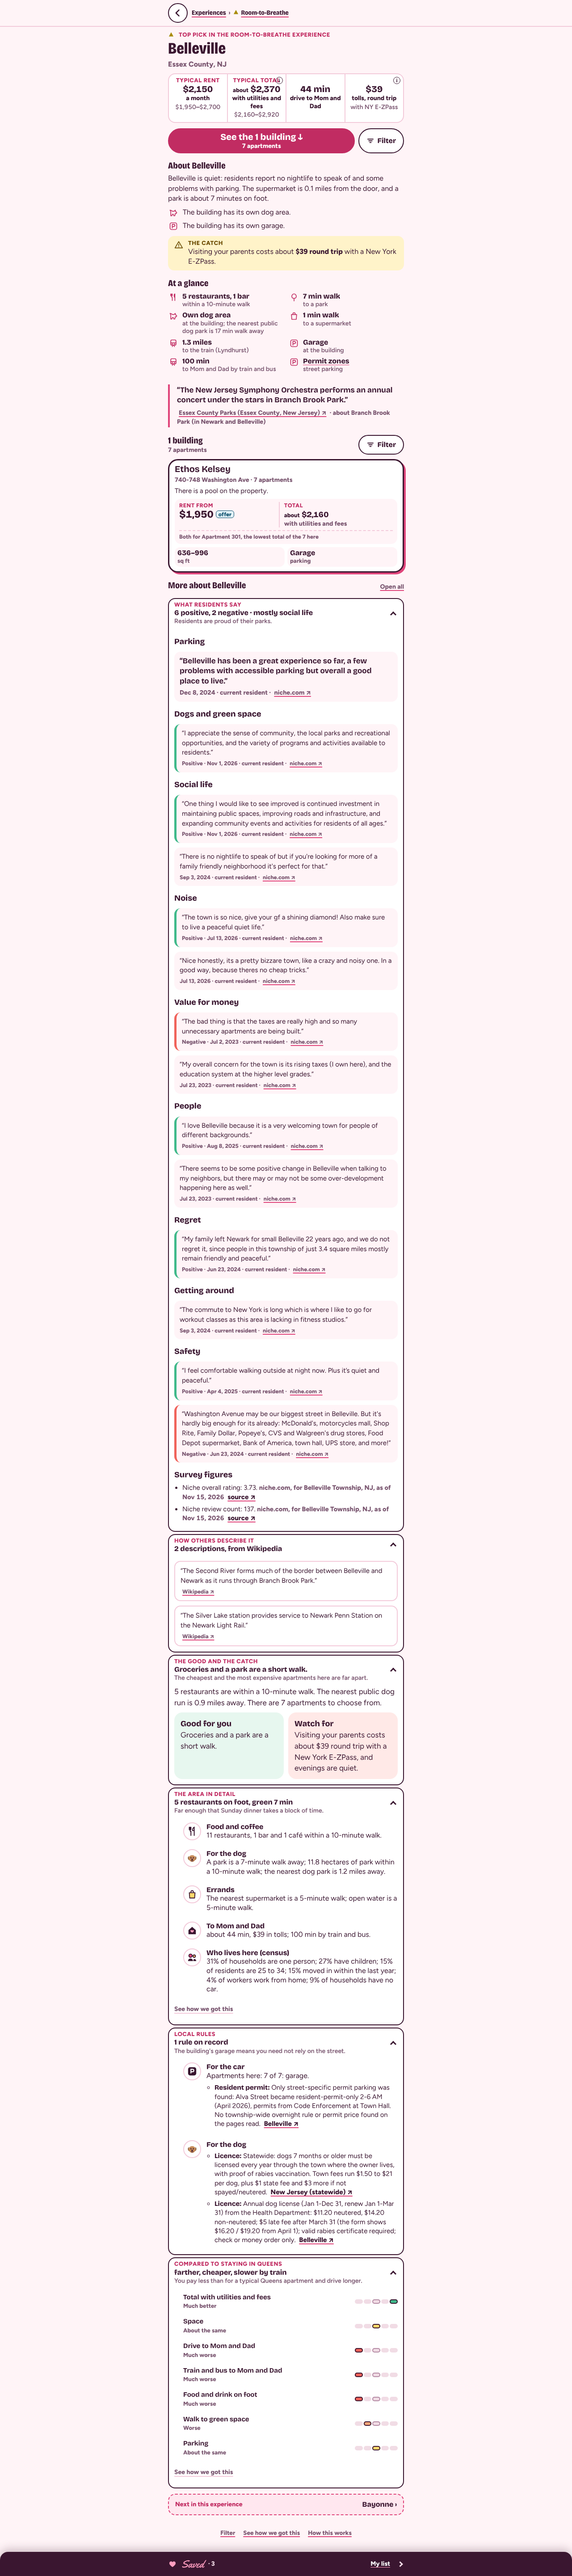 Experiences › Room-to-Breathe
TOP PICK IN THE ROOM-TO-BREATHE EXPERIENCE
Belleville
Essex County, NJ
TYPICAL RENT
$2,150
a month
$1,950–$2,700
TYPICAL TOTAL
about $2,370
with utilities and
fees
$2,160–$2,920
44 min
drive to Mom and
Dad
$39
tolls, round trip
with NY E-ZPass
See the 1 building ↓
7 apartments
Filter
About Belleville
Belleville is quiet: residents report no nightlife to speak of and some
problems with parking. The supermarket is 0.1 miles from the door, and a
park is about 7 minutes on foot.
The building has its own dog area.
The building has its own garage.
THE CATCH
Visiting your parents costs about $39 round trip with a New York
E-ZPass.
At a glance
5 restaurants, 1 bar
within a 10-minute walk
7 min walk
to a park
Own dog area
at the building; the nearest public
dog park is 17 min walk away
1 min walk
to a supermarket
1.3 miles
to the train (Lyndhurst)
Garage
at the building
100 min
to Mom and Dad by train and bus
Permit zones
street parking
“The New Jersey Symphony Orchestra performs an annual
concert under the stars in Branch Brook Park.”
Essex County Parks (Essex County, New Jersey) ↗ · about Branch Brook
Park (in Newark and Belleville)
1 building
7 apartments
Filter
Ethos Kelsey
740-748 Washington Ave · 7 apartments
There is a pool on the property.
RENT FROM
$1,950 offer
TOTAL
about $2,160
with utilities and fees
Both for Apartment 301, the lowest total of the 7 here
636–996
sq ft
Garage
parking
More about Belleville
Open all
WHAT RESIDENTS SAY
6 positive, 2 negative · mostly social life
Residents are proud of their parks.
Parking
“Belleville has been a great experience so far, a few
problems with accessible parking but overall a good
place to live.”
Dec 8, 2024 · current resident · niche.com ↗
Dogs and green space
“I appreciate the sense of community, the local parks and recreational
opportunities, and the variety of programs and activities available to
residents.”
Positive · Nov 1, 2026 · current resident · niche.com ↗
Social life
“One thing I would like to see improved is continued investment in
maintaining public spaces, improving roads and infrastructure, and
expanding community events and activities for residents of all ages.”
Positive · Nov 1, 2026 · current resident · niche.com ↗
“There is no nightlife to speak of but if you're looking for more of a
family friendly neighborhood it's perfect for that.”
Sep 3, 2024 · current resident · niche.com ↗
Noise
“The town is so nice, give your gf a shining diamond! Also make sure
to live a peaceful quiet life.”
Positive · Jul 13, 2026 · current resident · niche.com ↗
“Nice honestly, its a pretty bizzare town, like a crazy and noisy one. In a
good way, because theres no cheap tricks.”
Jul 13, 2026 · current resident · niche.com ↗
Value for money
“The bad thing is that the taxes are really high and so many
unnecessary apartments are being built.”
Negative · Jul 2, 2023 · current resident · niche.com ↗
“My overall concern for the town is its rising taxes (I own here), and the
education system at the higher level grades.”
Jul 23, 2023 · current resident · niche.com ↗
People
“I love Belleville because it is a very welcoming town for people of
different backgrounds.”
Positive · Aug 8, 2025 · current resident · niche.com ↗
“There seems to be some positive change in Belleville when talking to
my neighbors, but there may or may not be some over-development
happening here as well.”
Jul 23, 2023 · current resident · niche.com ↗
Regret
“My family left Newark for small Belleville 22 years ago, and we do not
regret it, since people in this township of just 3.4 square miles mostly
remain friendly and peaceful.”
Positive · Jun 23, 2024 · current resident · niche.com ↗
Getting around
“The commute to New York is long which is where I like to go for
workout classes as this area is lacking in fitness studios.”
Sep 3, 2024 · current resident · niche.com ↗
Safety
“I feel comfortable walking outside at night now. Plus it's quiet and
peaceful.”
Positive · Apr 4, 2025 · current resident · niche.com ↗
“Washington Avenue may be our biggest street in Belleville. But it's
hardly big enough for its already: McDonald's, motorcycles mall, Shop
Rite, Family Dollar, Popeye's, CVS and Walgreen's drug stores, Food
Depot supermarket, Bank of America, town hall, UPS store, and more!”
Negative · Jun 23, 2024 · current resident · niche.com ↗
Survey figures
• Niche overall rating: 3.73. niche.com, for Belleville Township, NJ, as of
Nov 15, 2026 source ↗
• Niche review count: 137. niche.com, for Belleville Township, NJ, as of
Nov 15, 2026 source ↗
HOW OTHERS DESCRIBE IT
2 descriptions, from Wikipedia
“The Second River forms much of the border between Belleville and
Newark as it runs through Branch Brook Park.”
Wikipedia ↗
“The Silver Lake station provides service to Newark Penn Station on
the Newark Light Rail.”
Wikipedia ↗
THE GOOD AND THE CATCH
Groceries and a park are a short walk.
The cheapest and the most expensive apartments here are far apart.
5 restaurants are within a 10-minute walk. The nearest public dog
run is 0.9 miles away. There are 7 apartments to choose from.
Good for you
Groceries and a park are a
short walk.
Watch for
Visiting your parents costs
about $39 round trip with a
New York E-ZPass, and
evenings are quiet.
THE AREA IN DETAIL
5 restaurants on foot, green 7 min
Far enough that Sunday dinner takes a block of time.
Food and coffee
11 restaurants, 1 bar and 1 café within a 10-minute walk.
For the dog
A park is a 7-minute walk away; 11.8 hectares of park within
a 10-minute walk; the nearest dog park is 1.2 miles away.
Errands
The nearest supermarket is a 5-minute walk; open water is a
5-minute walk.
To Mom and Dad
about 44 min, $39 in tolls; 100 min by train and bus.
Who lives here (census)
31% of households are one person; 27% have children; 15%
of residents are 25 to 34; 15% moved in within the last year;
4% of workers work from home; 9% of households have no
car.
See how we got this
LOCAL RULES
1 rule on record
The building's garage means you need not rely on the street.
For the car
Apartments here: 7 of 7: garage.
Resident permit: Only street-specific permit parking was
found: Alva Street became resident-permit-only 2-6 AM
(April 2026), permits from Code Enforcement at Town Hall.
No township-wide overnight rule or permit price found on
the pages read. Belleville ↗
For the dog
Licence: Statewide: dogs 7 months or older must be
licensed every year through the town where the owner lives,
with proof of rabies vaccination. Town fees run $1.50 to $21
per dog, plus $1 state fee and $3 more if not
spayed/neutered. New Jersey (statewide) ↗
Licence: Annual dog license (Jan 1-Dec 31, renew Jan 1-Mar
31) from the Health Department: $11.20 neutered, $14.20
non-neutered; $5 late fee after March 31 (the form shows
$16.20 / $19.20 from April 1); valid rabies certificate required;
check or money order only. Belleville ↗
COMPARED TO STAYING IN QUEENS
farther, cheaper, slower by train
You pay less than for a typical Queens apartment and drive longer.
Total with utilities and fees
Much better
Space
About the same
Drive to Mom and Dad
Much worse
Train and bus to Mom and Dad
Much worse
Food and drink on foot
Much worse
Walk to green space
Worse
Parking
About the same
See how we got this
Next in this experience
Bayonne ›
Filter See how we got this How this works
Saved · 3
My list ›